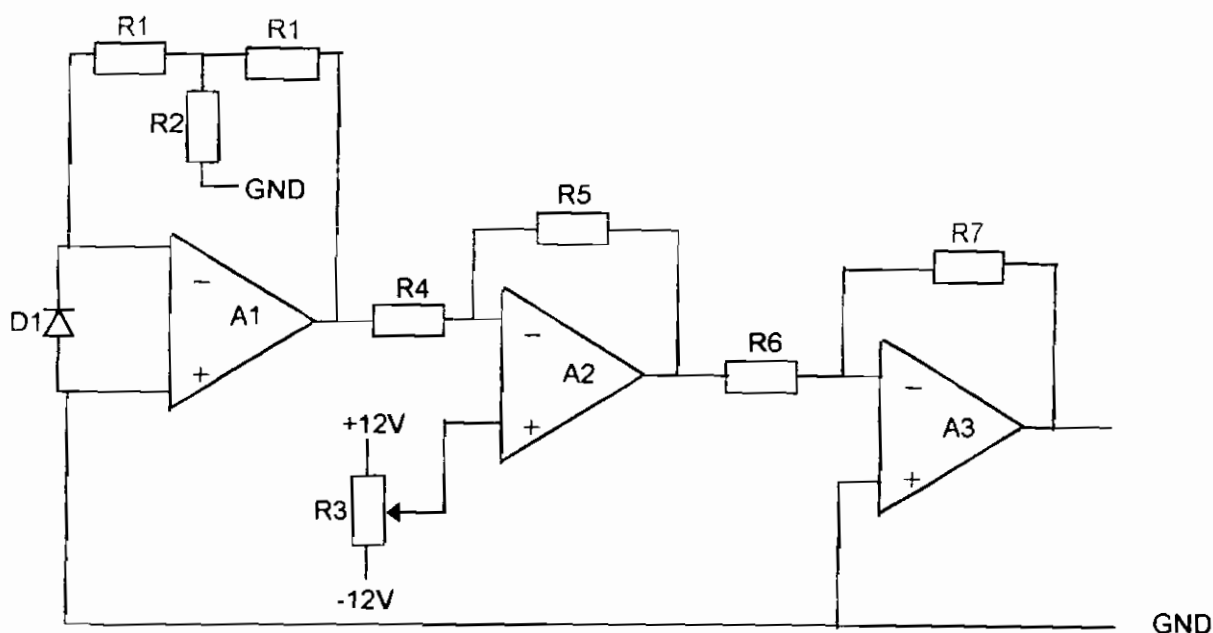 R1
R1
R2
GND
R5
R7
D1
−
A1
+
R4
−
A2
+
R6
−
A3
+
+12V
R3
-12V
GND